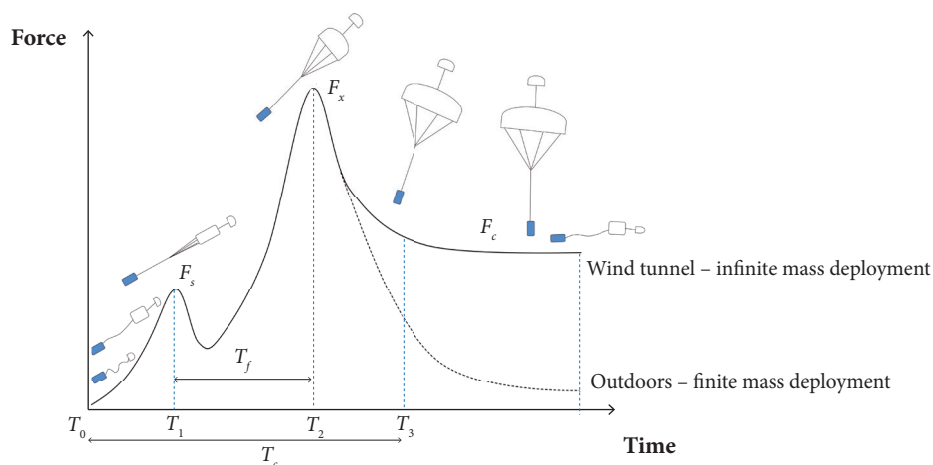 Force
F_x
F_c
F_s
Wind tunnel – infinite mass deployment
T_f
Outdoors – finite mass deployment
T_0 T_1 T_2 T_3
Time